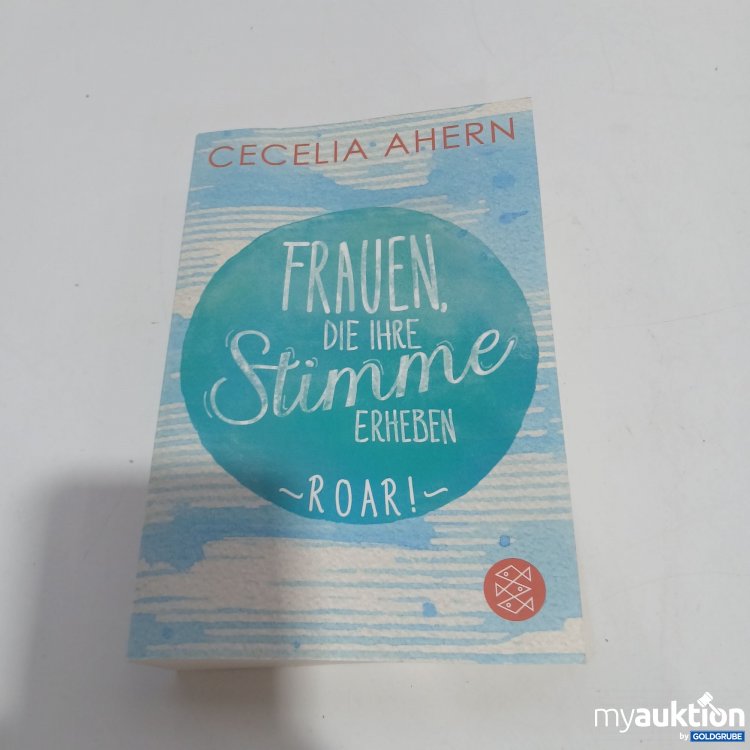 CECELIA AHERN
FRAUEN,
DIE IHRE
Stimme
ERHEBEN
~ROAR!~
myauktion
by GOLDGRUBE